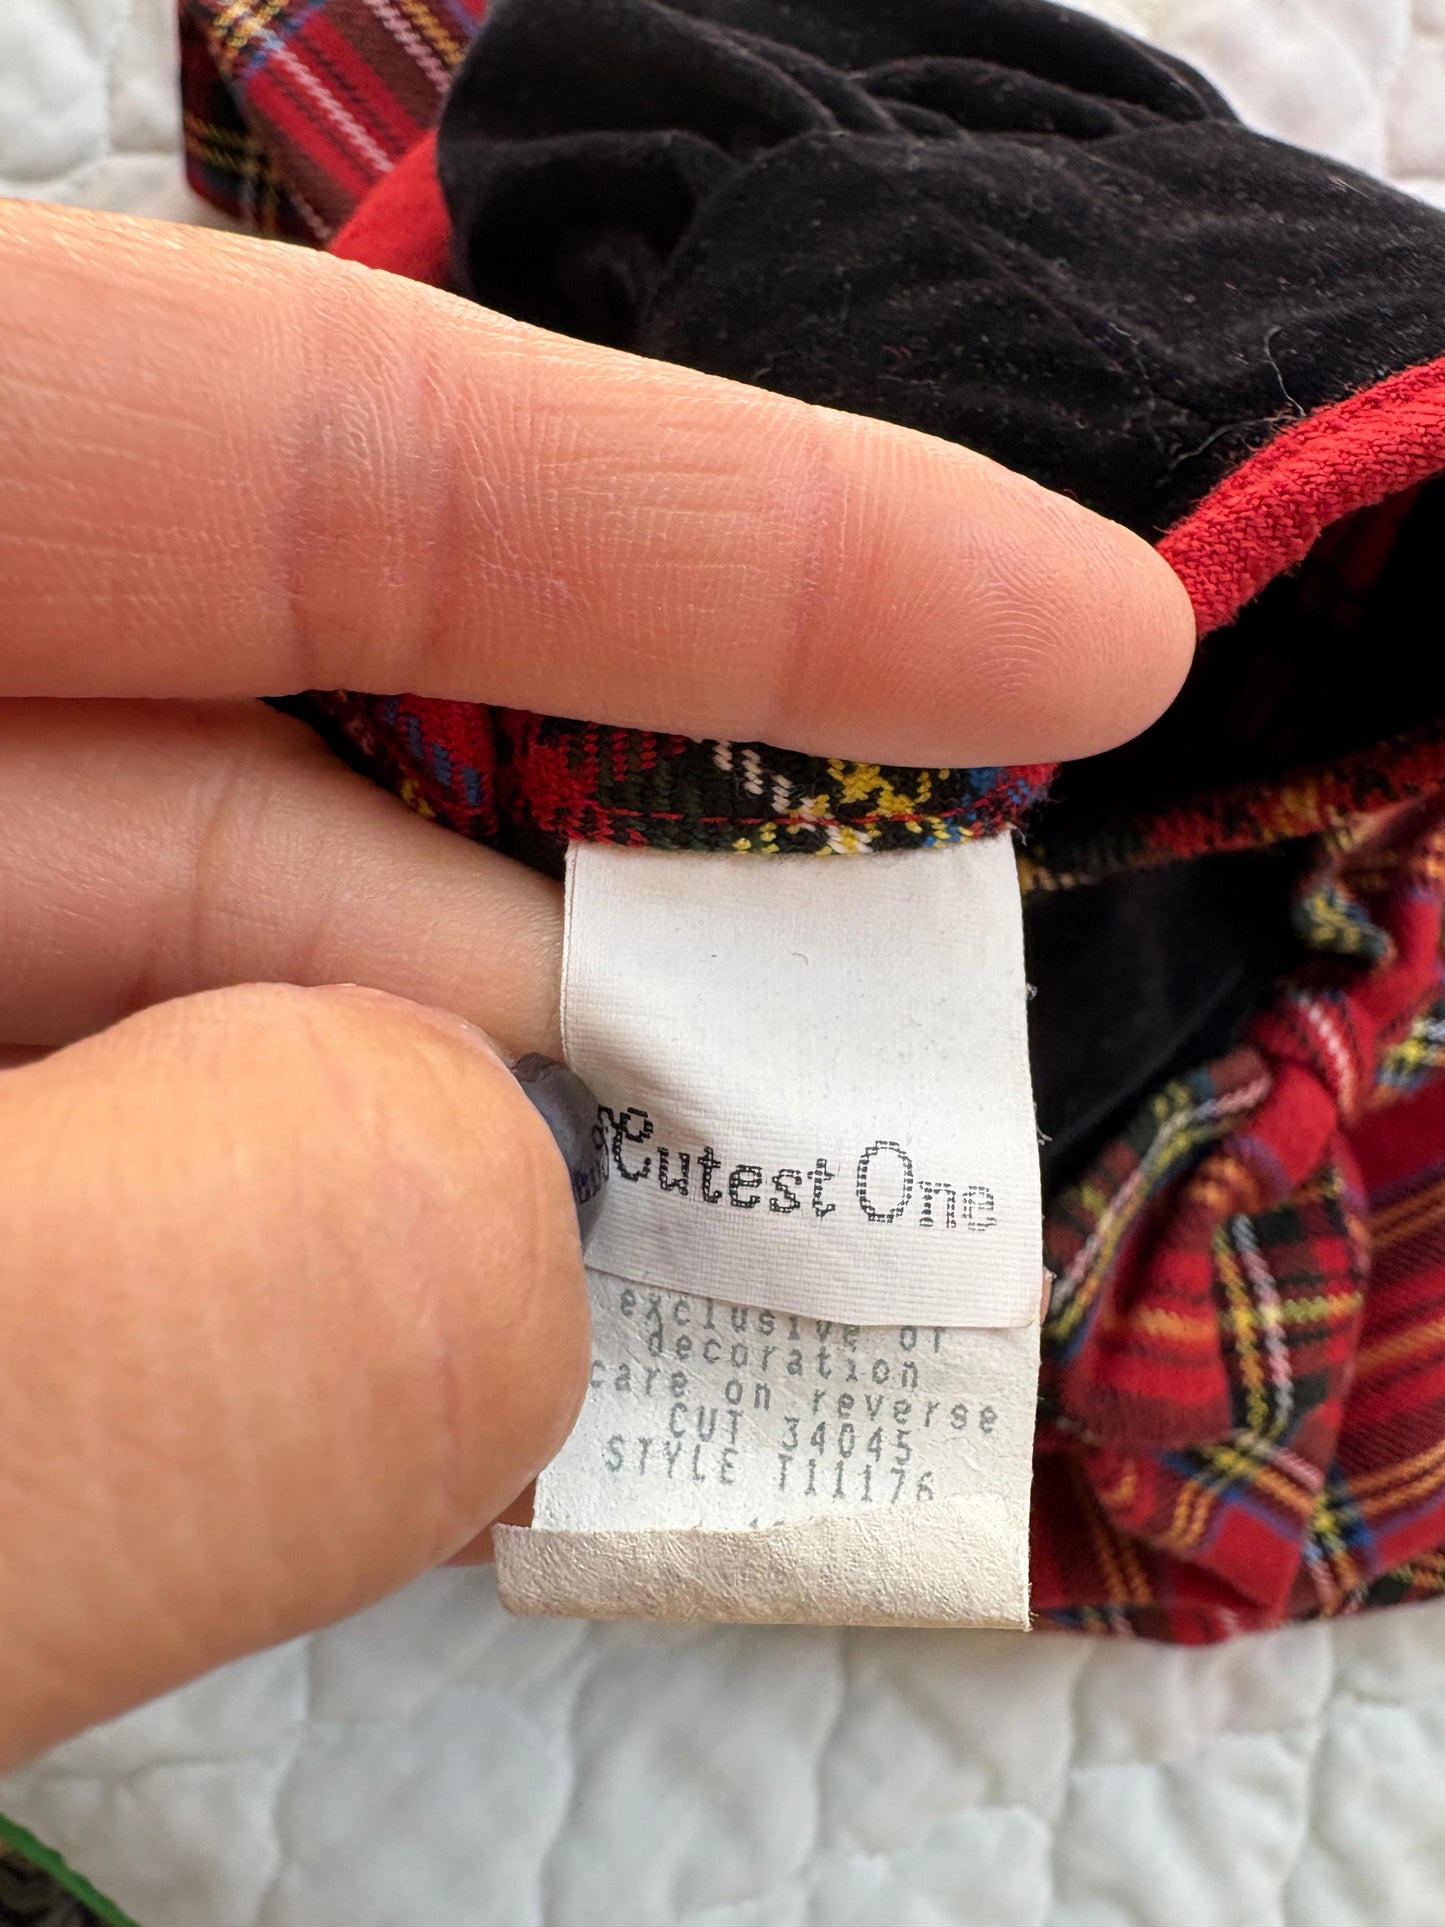 Cutest One
exclusive of
decoration
care on reverse
CUT 34045
STYLE T11176